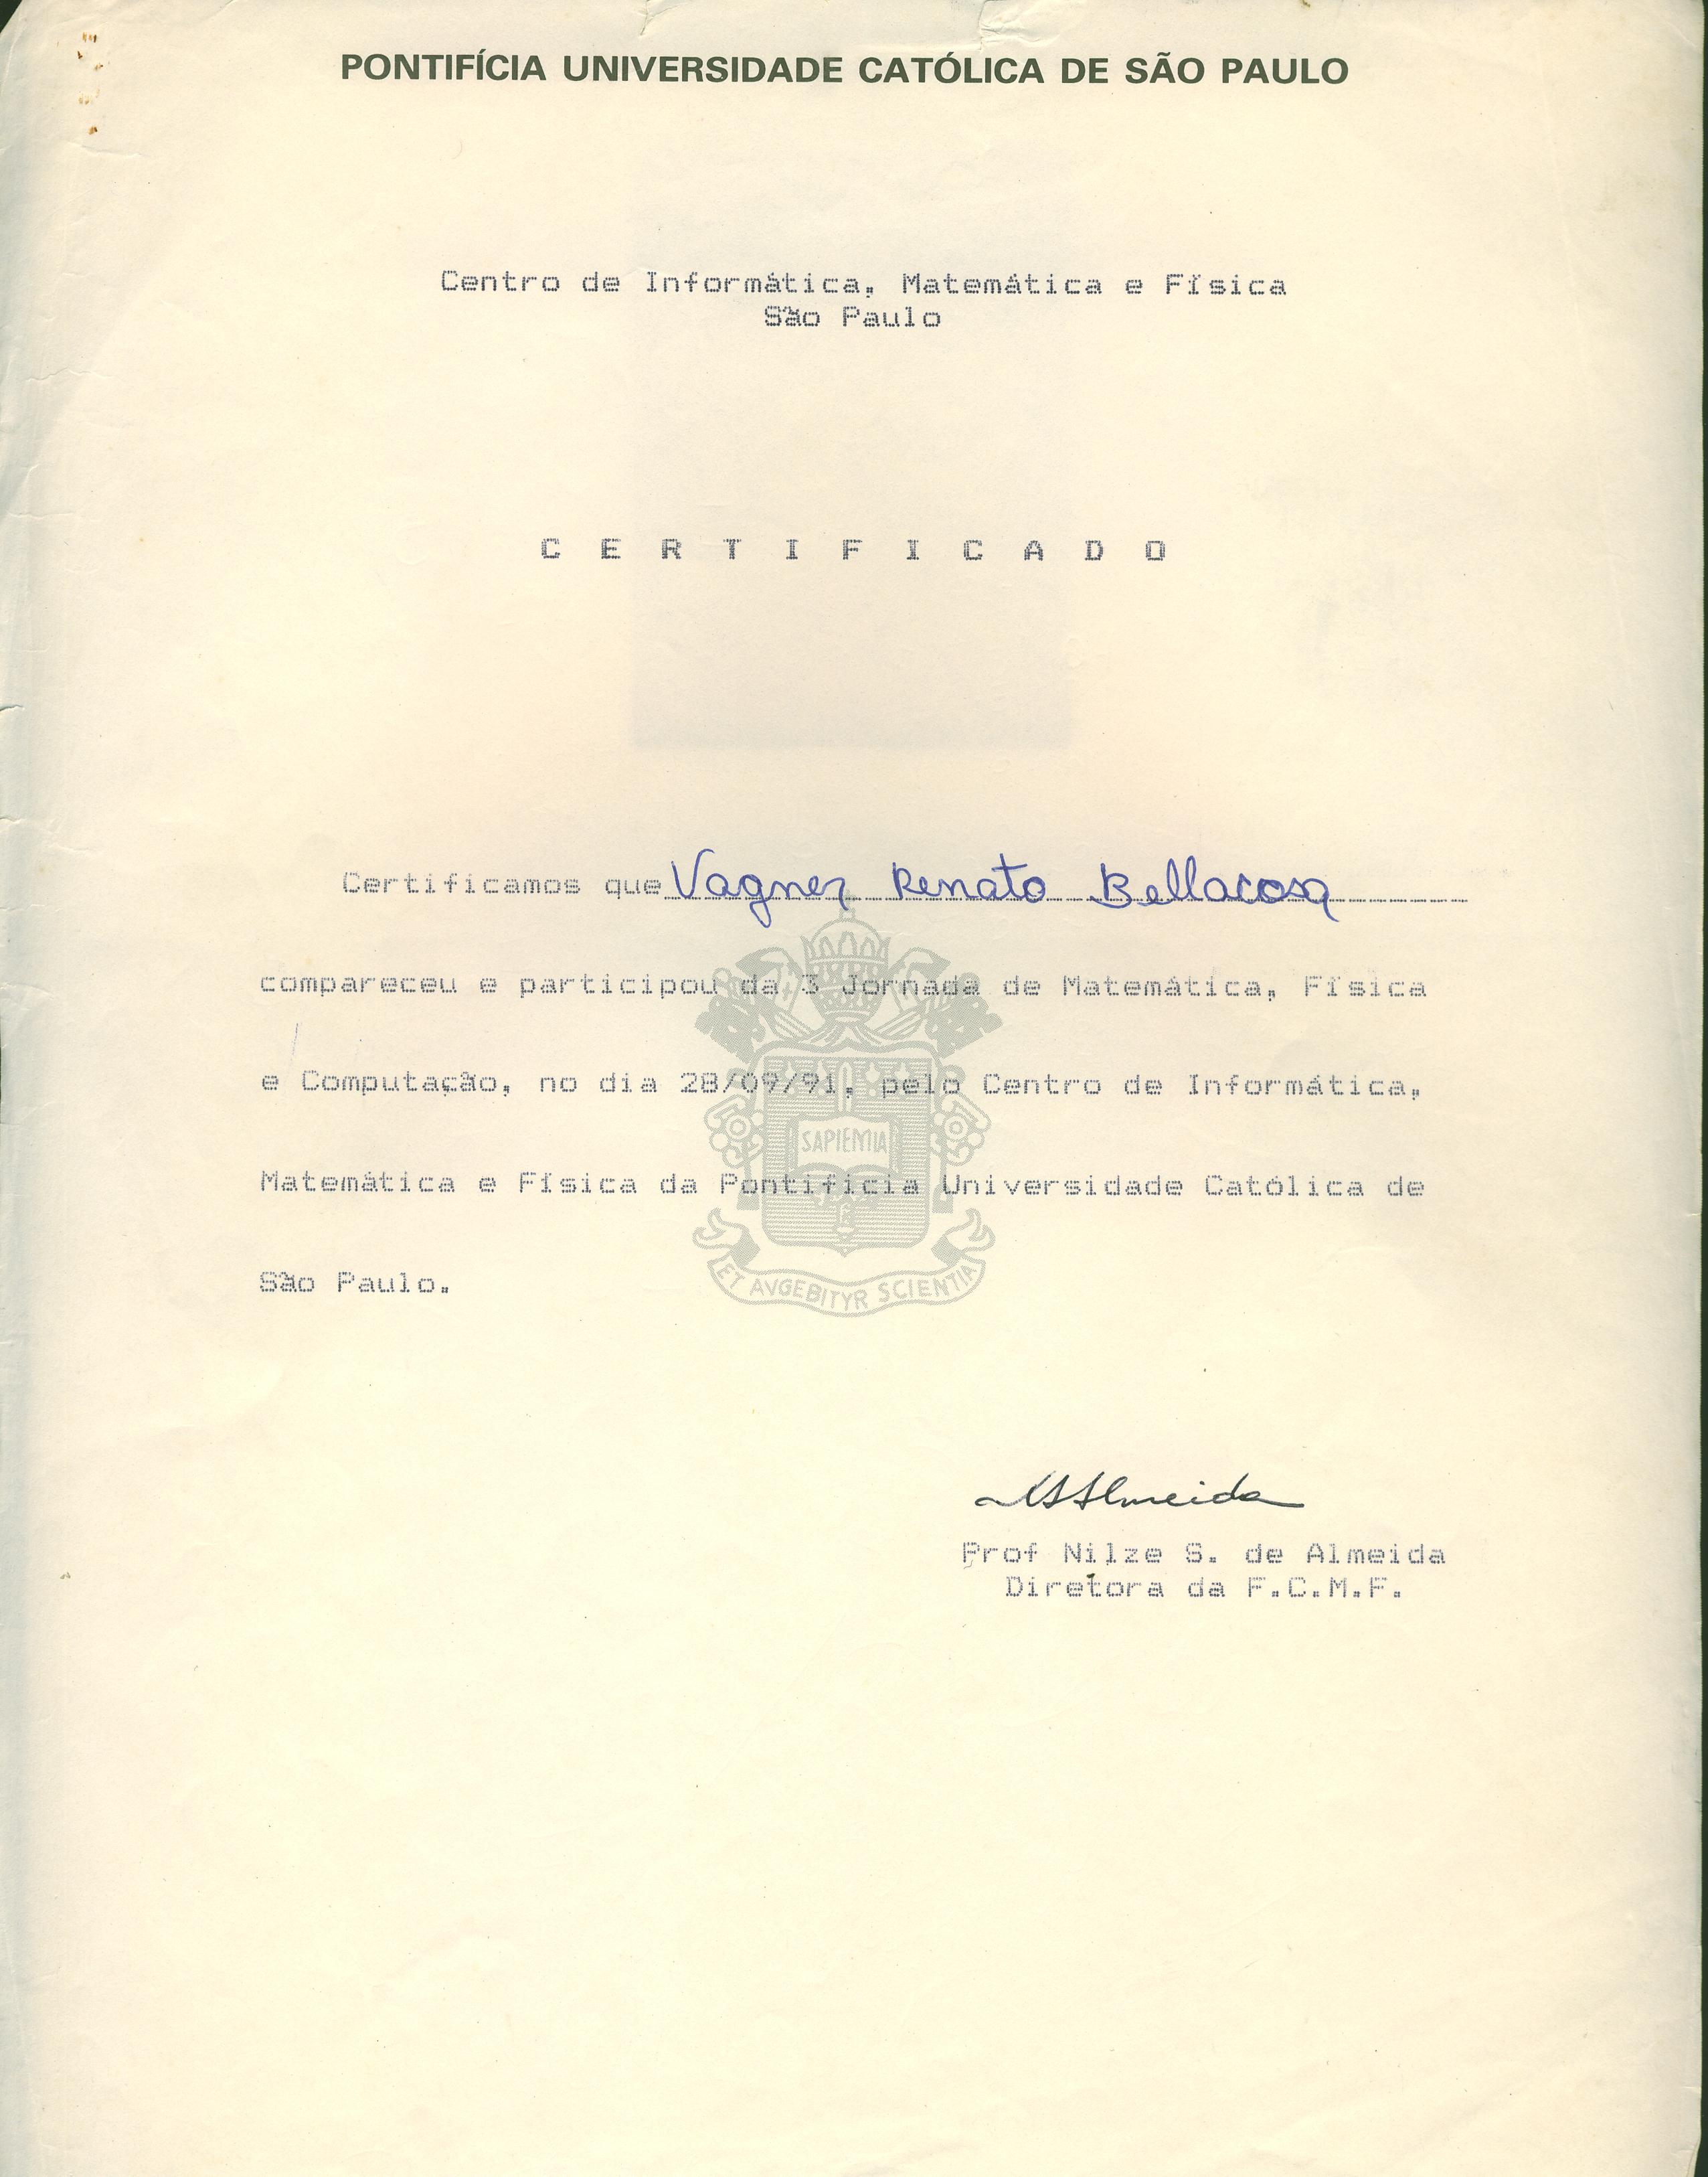 PONTIFÍCIA UNIVERSIDADE CATÓLICA DE SÃO PAULO
Centro de Informática, Matemática e Física
São Paulo
C E R T I F I C A D O
Certificamos que Vagner Renato Bellacosa
compareceu e participou da 3 Jornada de Matemática, Física
e Computação, no dia 28/09/91, pelo Centro de Informática,
SAPIENTIA
Matemática e Física da Pontificia Universidade Católica de
São Paulo.
ET AVGEBITVR SCIENTIA
NSAlmeida
Prof Nilze S. de Almeida
Diretora da F.C.M.F.